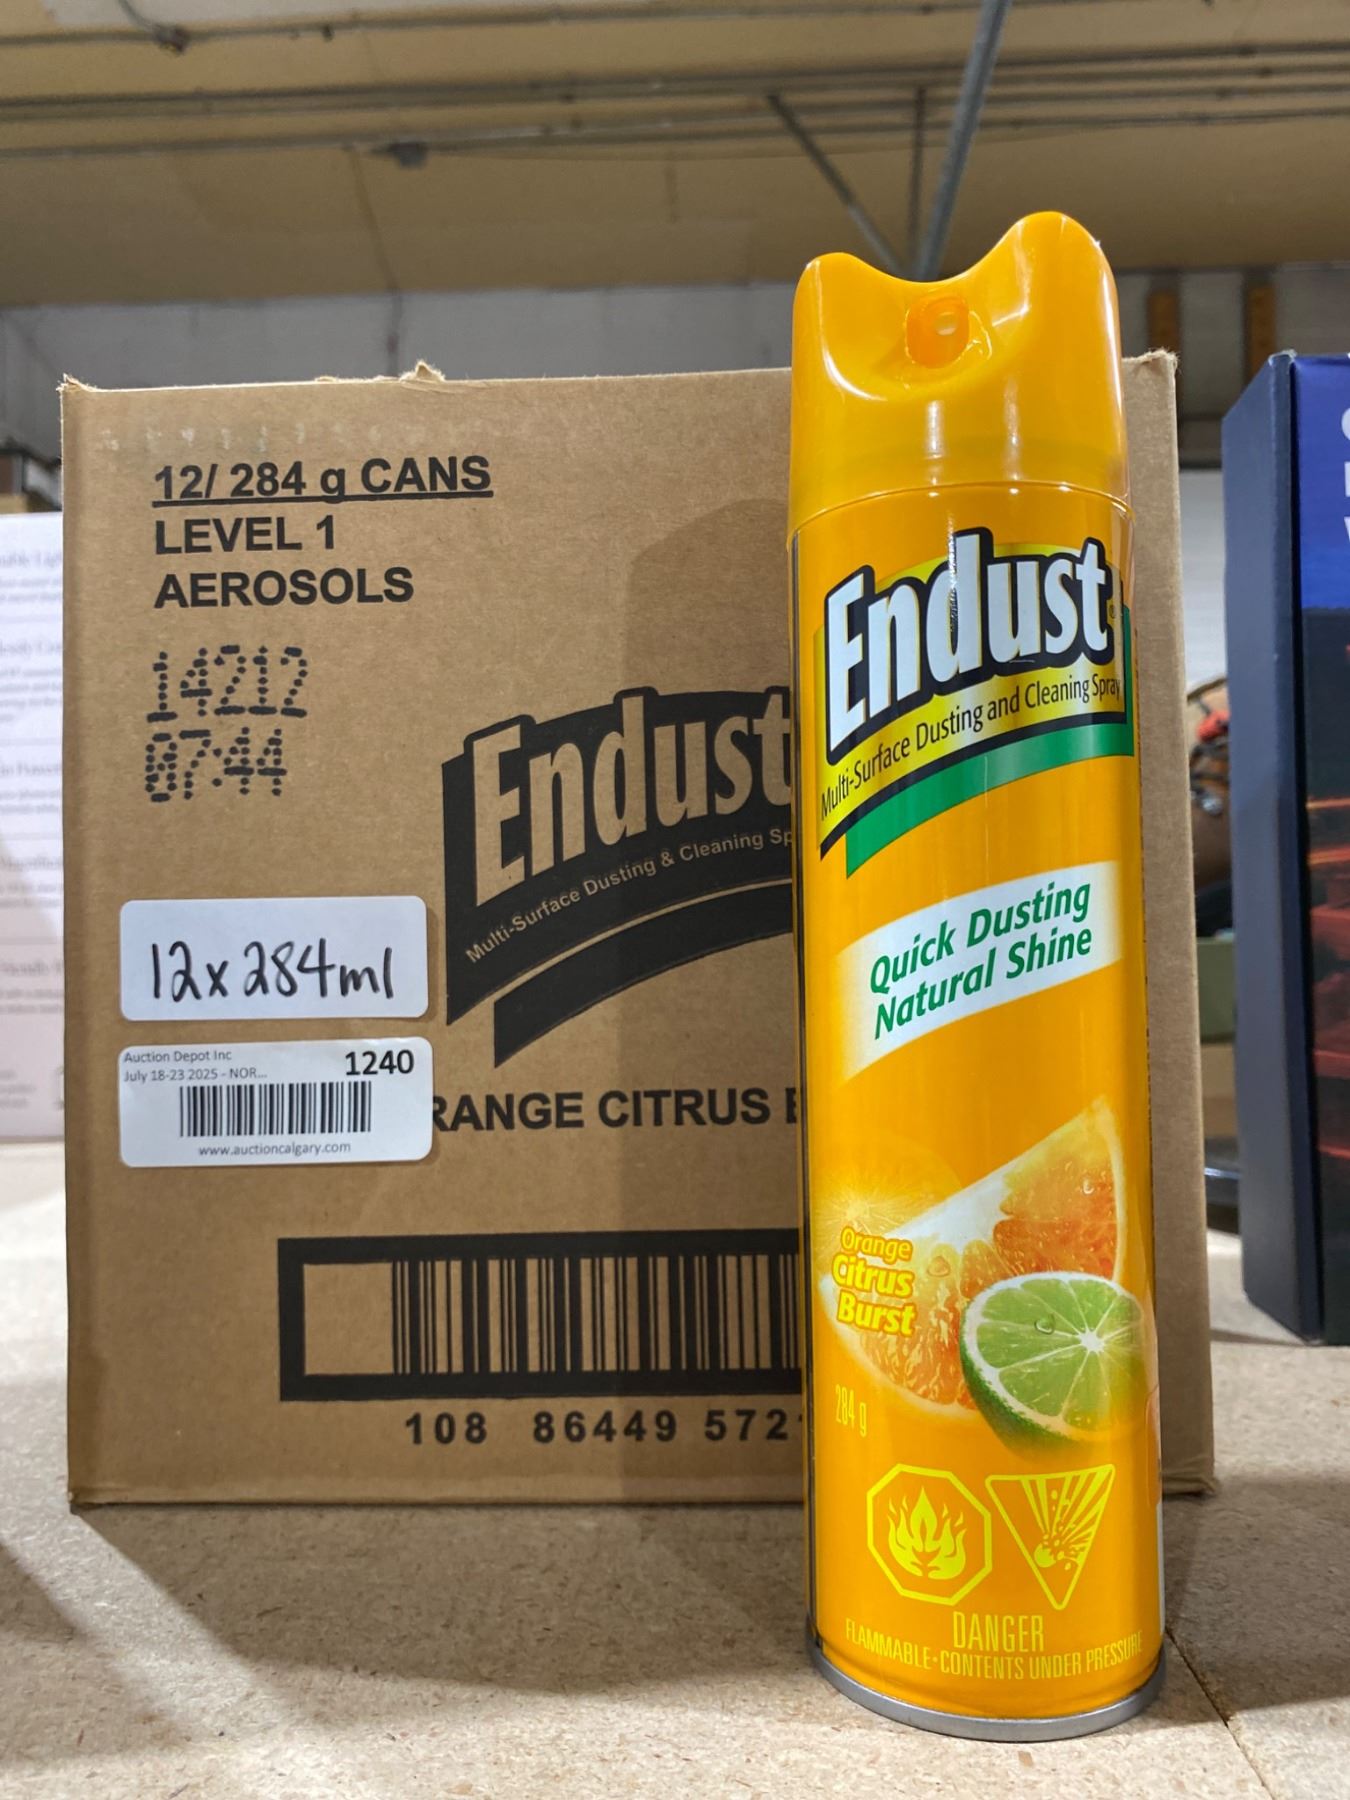 12/ 284 g CANS
LEVEL 1
AEROSOLS
14212
07:44
Endust
Multi-Surface Dusting & Cleaning
12x284ml
Auction Depot Inc
1240
July 18-23 2025 - NOR...
www.auctioncalgary.com
RANGE CITRUS
108 86449 572
Endust®
Multi-Surface Dusting and Cleaning Spray
Quick Dusting
Natural Shine
Orange
Citrus
Burst
284 g
DANGER
FLAMMABLE•CONTENTS UNDER PRESSURE